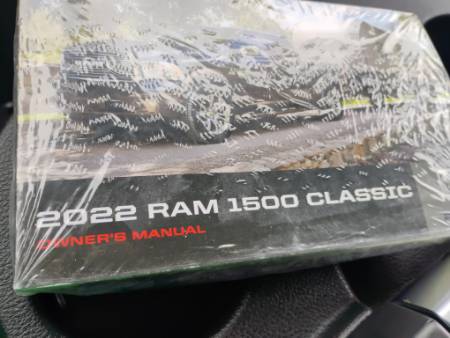 2022 RAM 1500 CLASSIC
OWNER'S MANUAL